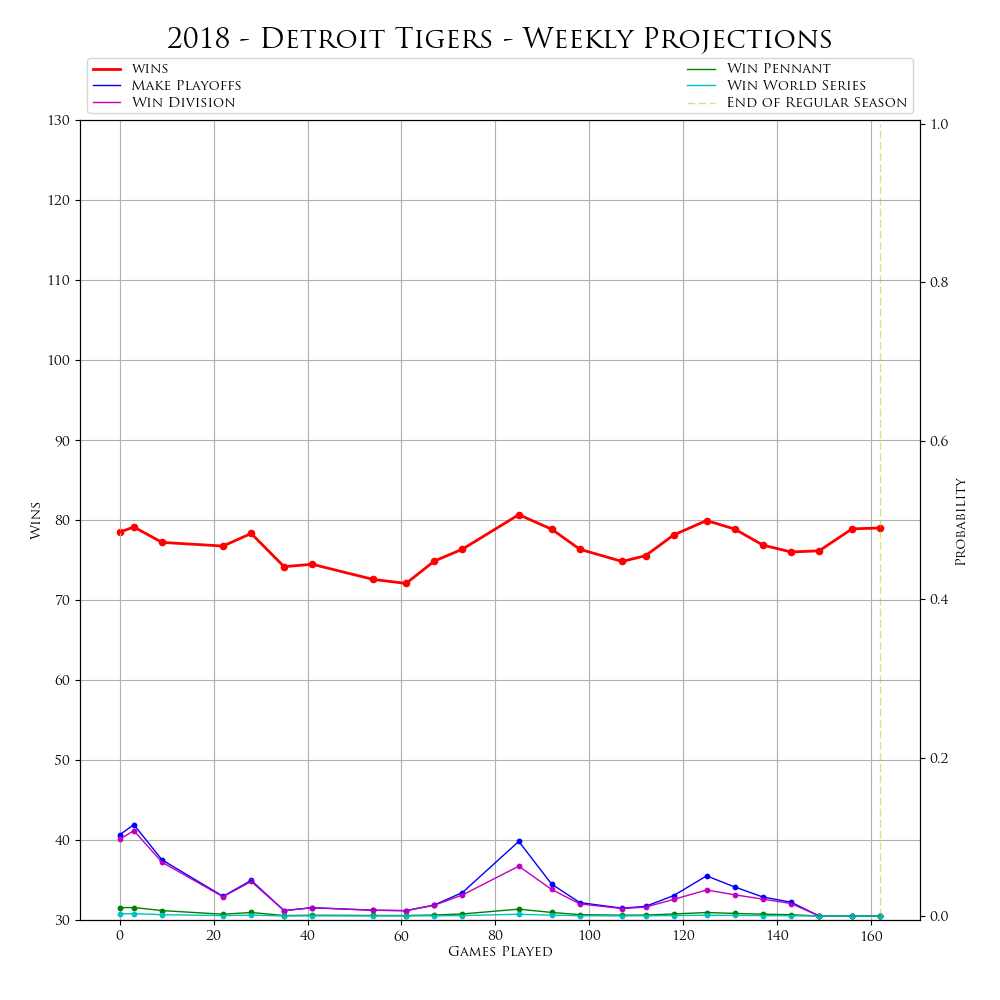 2018 - Detroit Tigers - Weekly Projections
wins
Make Playoffs
Win Division
Win Pennant
Win World Series
End of Regular Season
130
120
110
100
90
80
70
60
50
40
30
Wins
1.0
0.8
0.6
0.4
0.2
0.0
Probability
0 20 40 60 80 100 120 140 160
Games Played